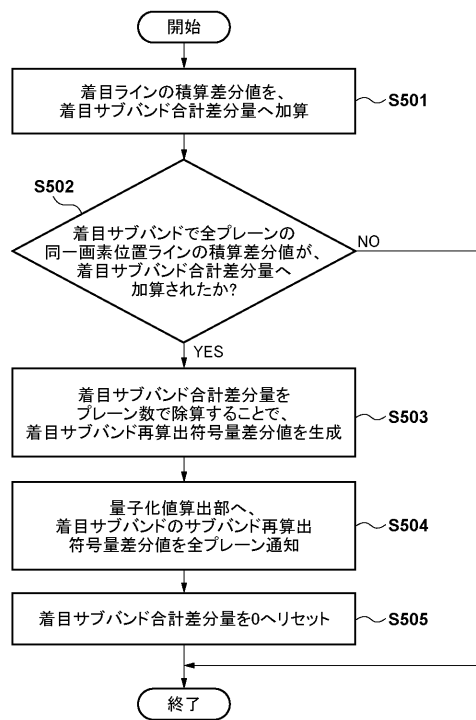 開始
着目ラインの積算差分値を、
着目サブバンド合計差分量へ加算
S501
S502
着目サブバンドで全プレーンの
同一画素位置ラインの積算差分値が、
着目サブバンド合計差分量へ
加算されたか?
NO
YES
着目サブバンド合計差分量を
プレーン数で除算することで、
着目サブバンド再算出符号量差分値を生成
S503
量子化値算出部へ、
着目サブバンドのサブバンド再算出
符号量差分値を全プレーン通知
S504
着目サブバンド合計差分量を0へリセット
S505
終了